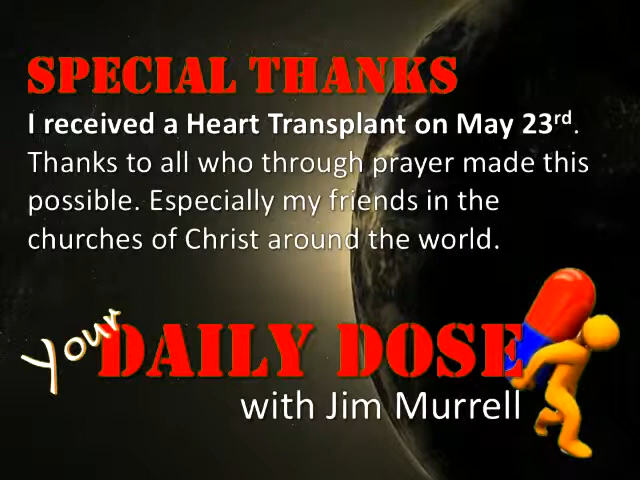 SPECIAL THANKS
I received a Heart Transplant on May 23rd.
Thanks to all who through prayer made this
possible. Especially my friends in the
churches of Christ around the world.
Your DAILY DOSE
with Jim Murrell